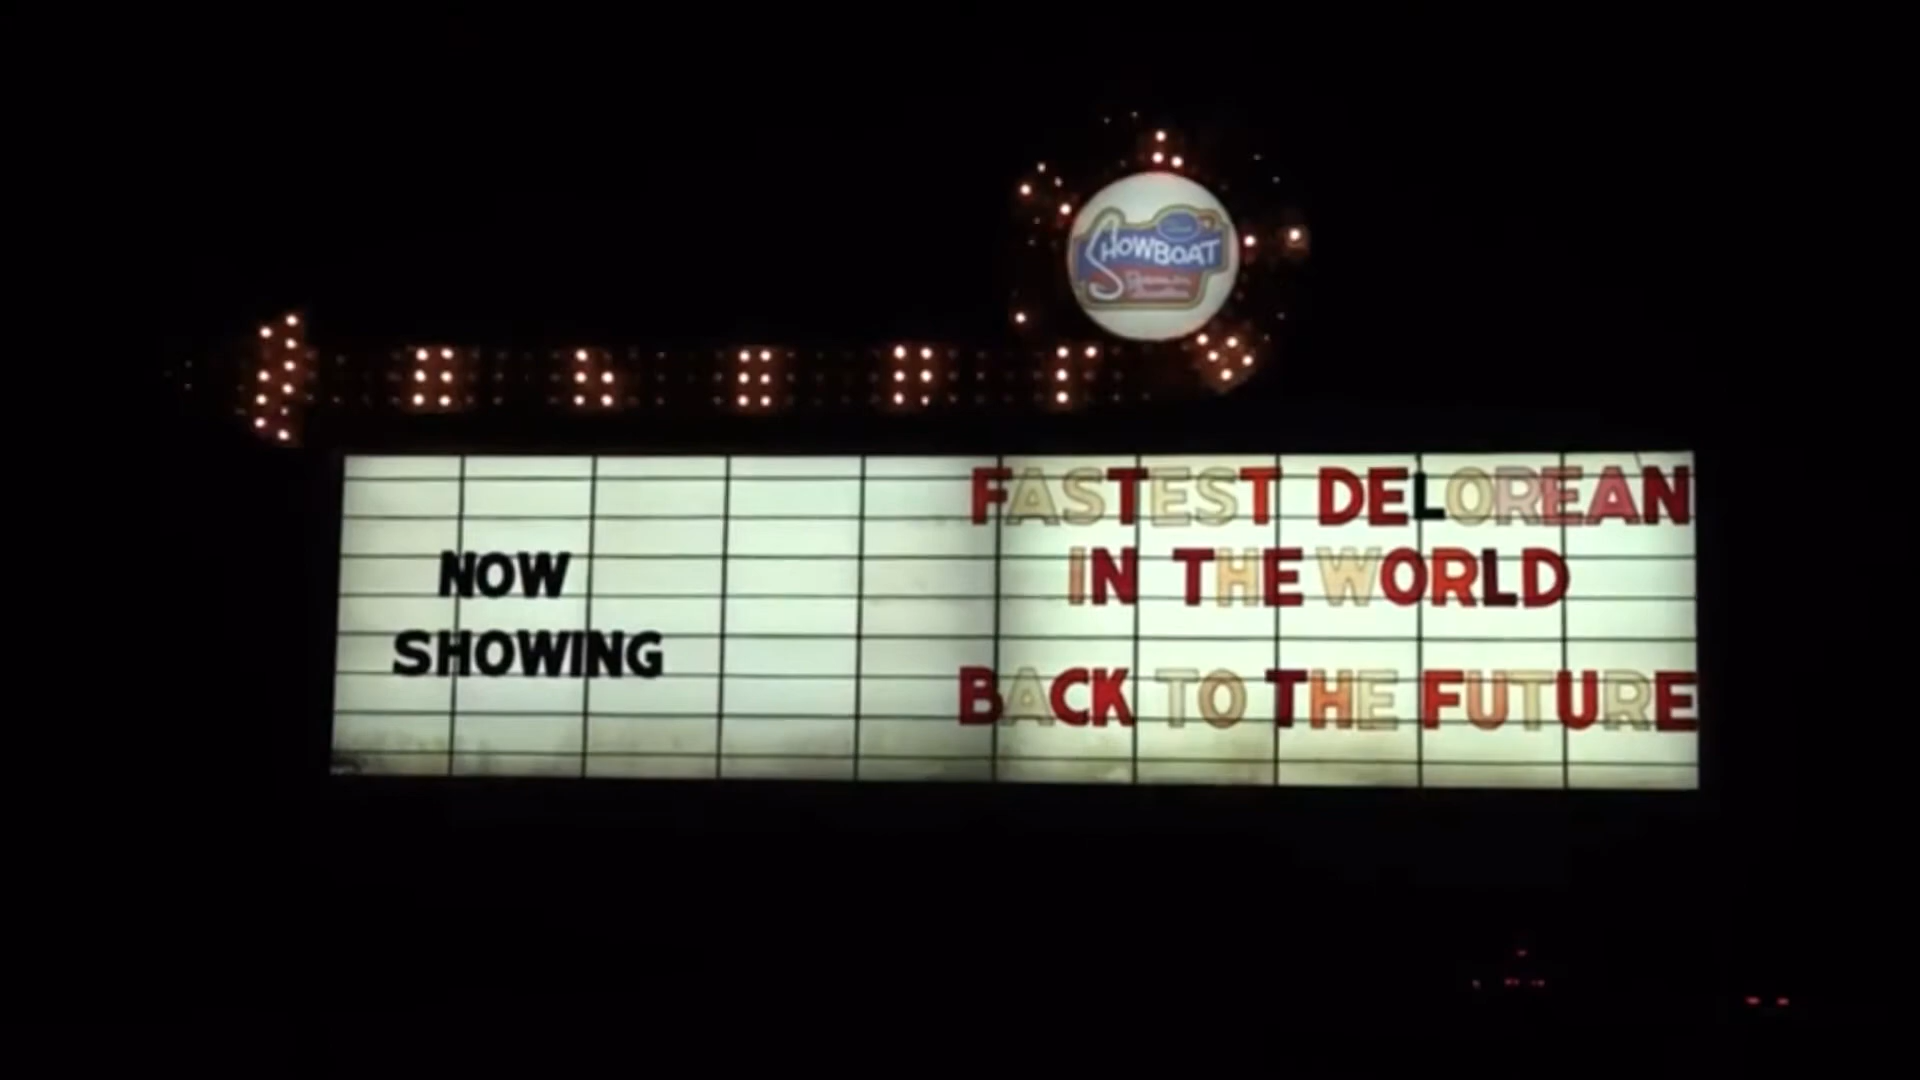 SHOWBOAT
NOW
SHOWING
FASTEST DELOREAN
IN THE WORLD
BACK TO THE FUTURE